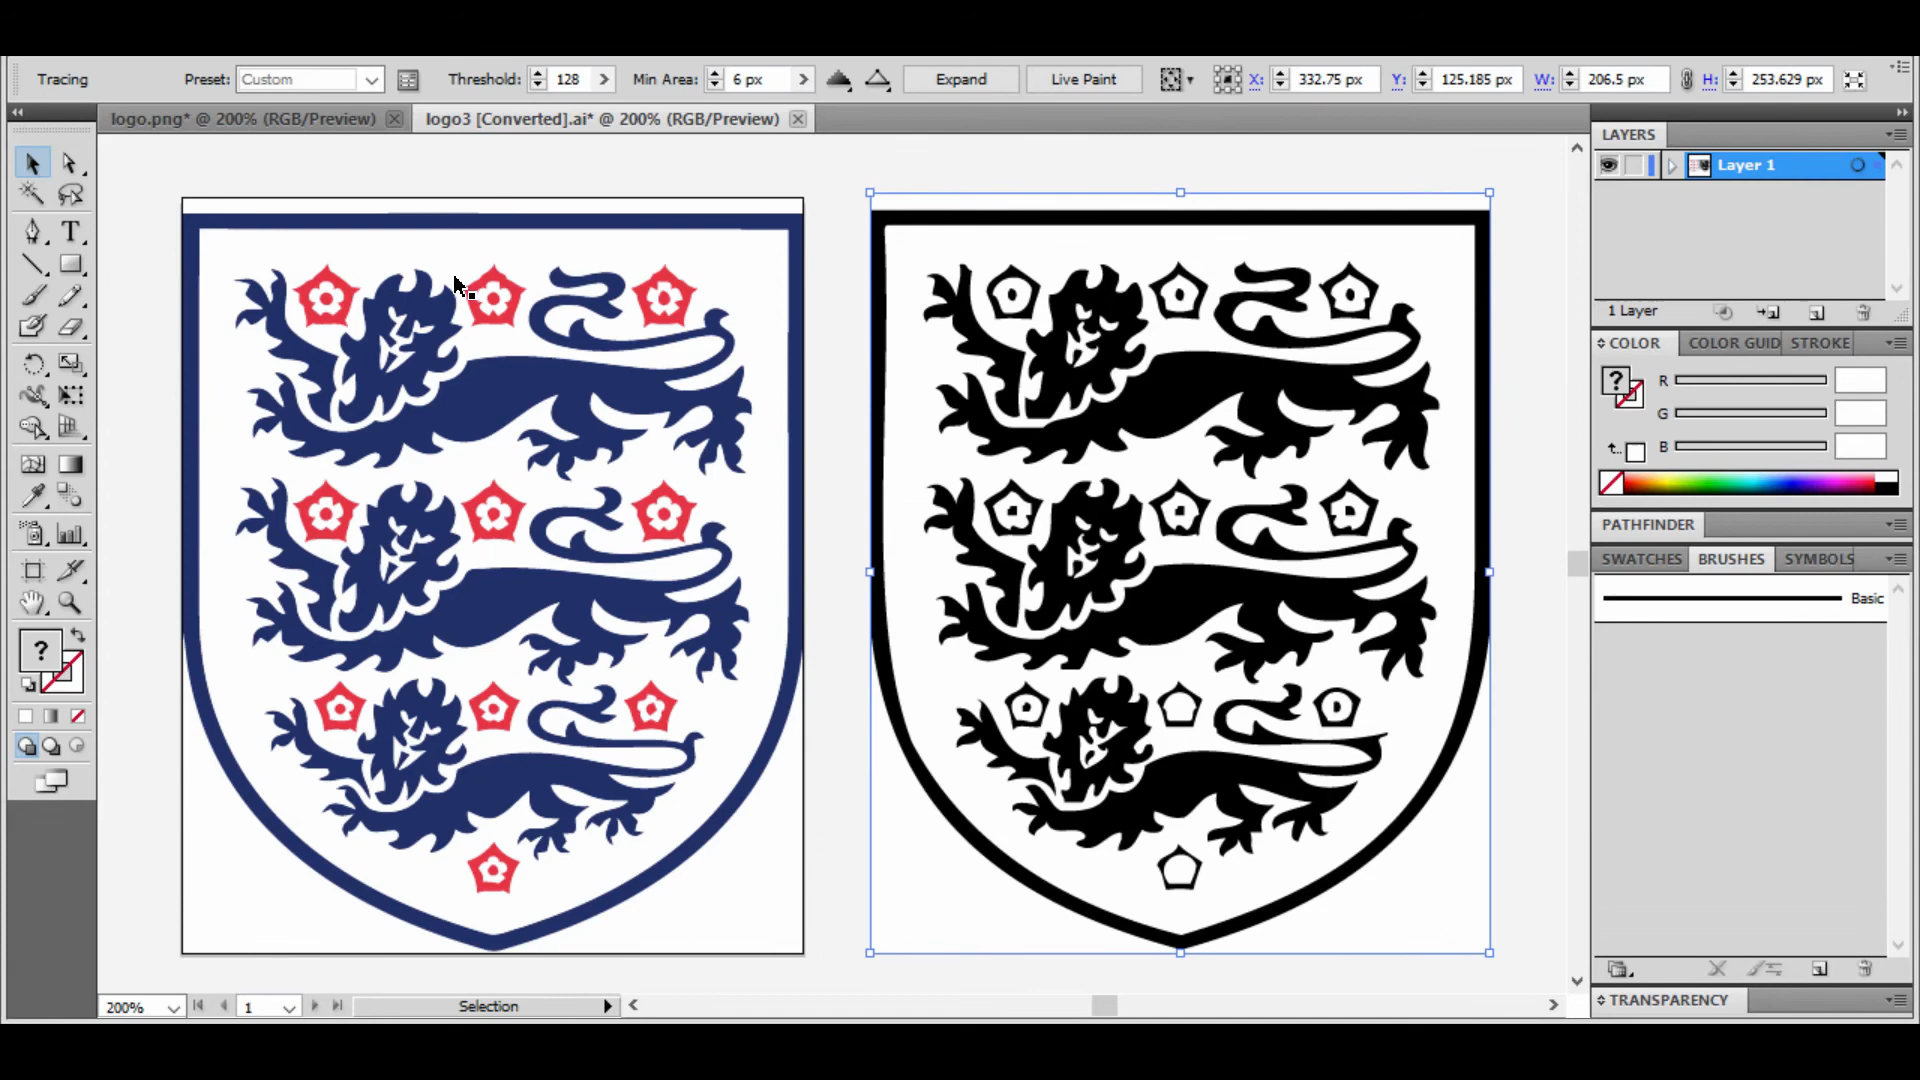 Tracing Preset: Custom Threshold: 128 Min Area: 6 px Expand Live Paint X: 332.75 px Y: 125.185 px W: 206.5 px H: 253.629 px
logo.png* @ 200% (RGB/Preview) logo3 [Converted].ai* @ 200% (RGB/Preview)
LAYERS
Layer 1
1 Layer
COLOR COLOR GUID STROKE
R
G
B
PATHFINDER
SWATCHES BRUSHES SYMBOLS
Basic
TRANSPARENCY
200% 1 Selection